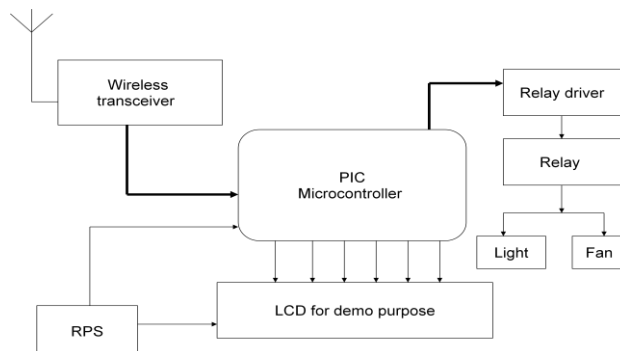 Wireless
transceiver
Relay driver
PIC
Microcontroller
Relay
Light
Fan
LCD for demo purpose
RPS